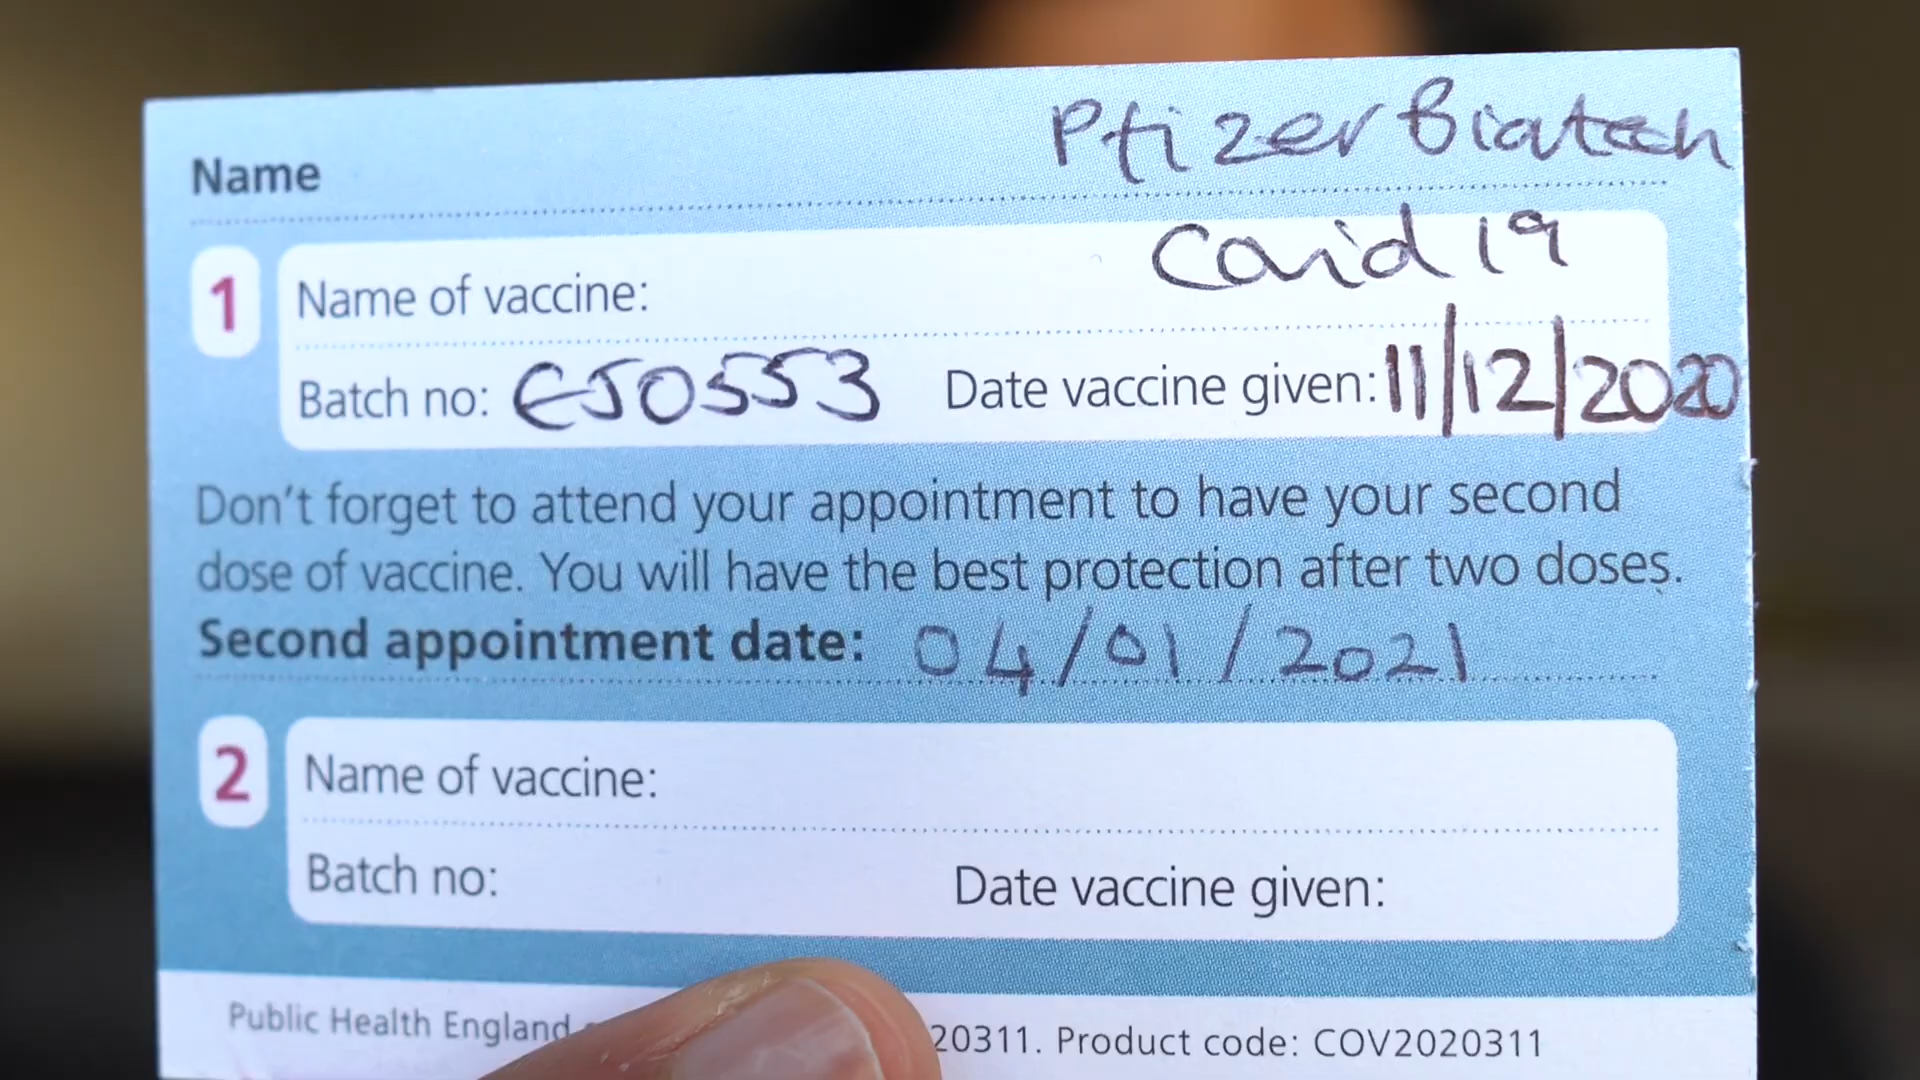 Pfizer Biotech
Name
Covid 19
1
Name of vaccine:
Batch no: EJ0553 Date vaccine given: 11/12/2020
Don't forget to attend your appointment to have your second
dose of vaccine. You will have the best protection after two doses.
Second appointment date: 04/01/2021
2
Name of vaccine:
Batch no: Date vaccine given:
Public Health England 20311. Product code: COV2020311